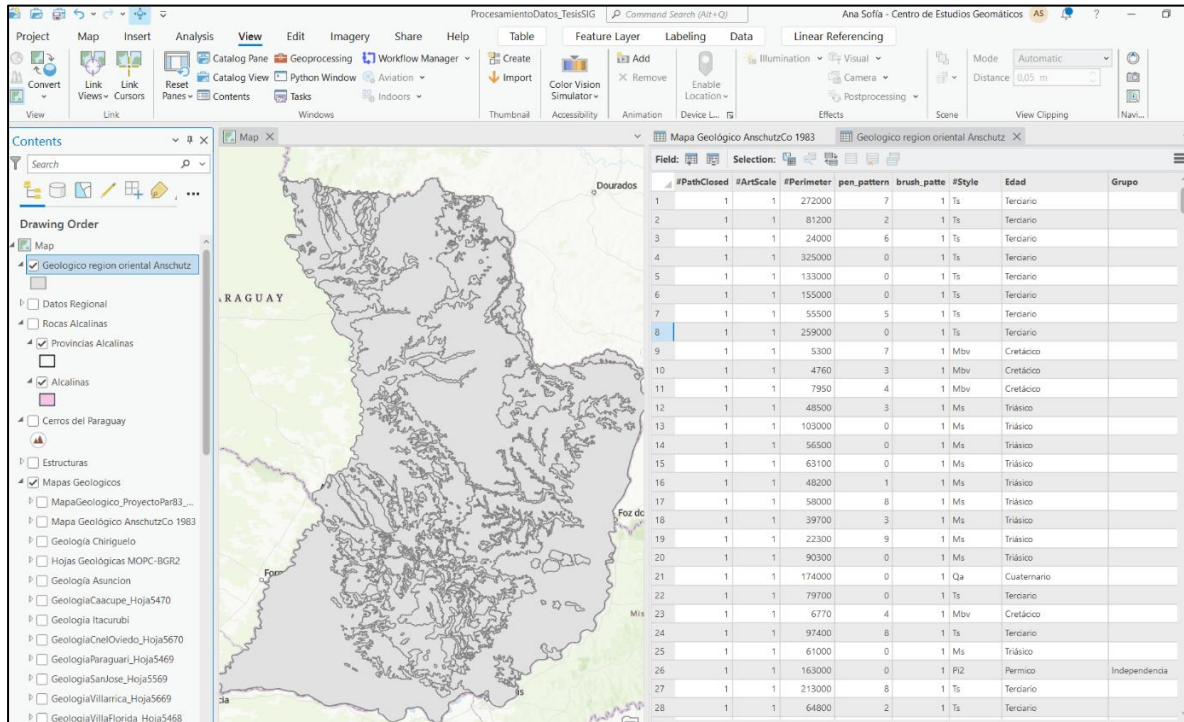 ProcesamientoDatos_TesisSIG
Command Search (Alt+Q)
Ana Sofía - Centro de Estudios Geomáticos
AS
?
Project Map Insert Analysis View Edit Imagery Share Help Table Feature Layer Labeling Data Linear Referencing
Convert
View
Link Views
Link Cursors
Link
Reset Panes
Catalog Pane
Catalog View
Contents
Geoprocessing
Python Window
Tasks
Workflow Manager
Aviation
Indoors
Windows
Create
Import
Thumbnail
Color Vision Simulator
Accessibility
Add
Remove
Animation
Enable Location
Device L...
Illumination
Visual
Camera
Postprocessing
Effects
Scene
Mode Automatic
Distance 0,05 m
View Clipping
Navi...
Contents
Search
Drawing Order
Map
Geologico region oriental Anschutz
Datos Regional
Rocas Alcalinas
Provincias Alcalinas
Alcalinas
Cerros del Paraguay
Estructuras
Mapas Geologicos
MapaGeologico_ProyectoPar83_...
Mapa Geológico AnschutzCo 1983
Geología Chiriguelo
Hojas Geológicas MOPC-BGR2
Geología Asuncion
GeologiaCaacupe_Hoja5470
Geologia Itacurubi
GeologiaCnelOviedo_Hoja5670
GeologiaParaguari_Hoja5469
GeologiaSanJose_Hoja5569
GeologiaVillarrica_Hoja5669
GeologiaVillaFlorida_Hoja5468
Map
Dourados
ARAGUAY
Foz do
Form
Mis
as
cia
Mapa Geológico AnschutzCo 1983
Geologico region oriental Anschutz
Field: Selection:
#PathClosed #ArtScale #Perimeter pen_pattern brush_patte #Style Edad Grupo
1 1 1 272000 7 1 Ts Terciario
2 1 1 81200 2 1 Ts Terciario
3 1 1 24000 6 1 Ts Terciario
4 1 1 325000 0 1 Ts Terciario
5 1 1 133000 0 1 Ts Terciario
6 1 1 155000 0 1 Ts Terciario
7 1 1 55500 5 1 Ts Terciario
8 1 1 259000 0 1 Ts Terciario
9 1 1 5300 7 1 Mbv Cretácico
10 1 1 4760 3 1 Mbv Cretácico
11 1 1 7950 4 1 Mbv Cretácico
12 1 1 48500 3 1 Ms Triásico
13 1 1 103000 0 1 Ms Triásico
14 1 1 56500 0 1 Ms Triásico
15 1 1 63100 0 1 Ms Triásico
16 1 1 48200 1 1 Ms Triásico
17 1 1 58000 8 1 Ms Triásico
18 1 1 39700 3 1 Ms Triásico
19 1 1 22300 9 1 Ms Triásico
20 1 1 90300 0 1 Ms Triásico
21 1 1 174000 0 1 Qa Cuaternario
22 1 1 79700 0 1 Ts Terciario
23 1 1 6770 4 1 Mbv Cretácico
24 1 1 97400 8 1 Ts Terciario
25 1 1 61000 0 1 Ms Triásico
26 1 1 163000 0 1 Pi2 Permico Independencia
27 1 1 213000 8 1 Ts Terciario
28 1 1 64800 2 1 Ts Terciario